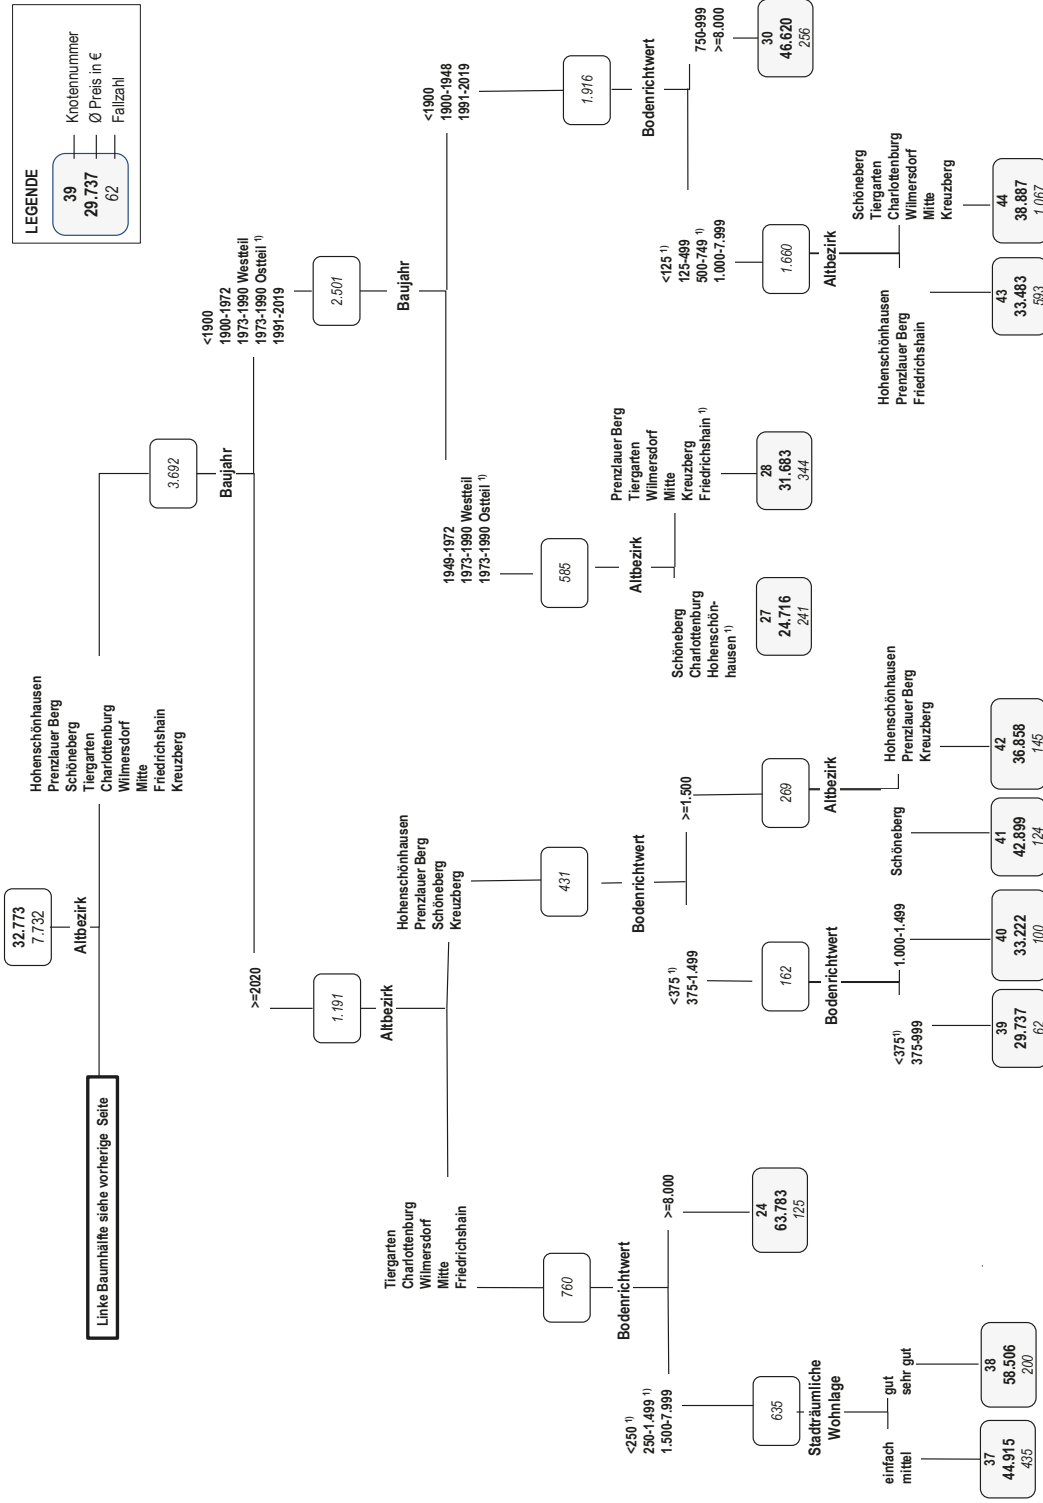 LEGENDE
39
29.737
62
Knotennummer
Ø Preis in €
Fallzahl
32.773
7.732
Altbezirk
Linke Baumhälfte siehe vorherige Seite
Hohenschönhausen
Prenzlauer Berg
Schöneberg
Tiergarten
Charlottenburg
Wilmersdorf
Mitte
Friedrichshain
Kreuzberg
3.692
Baujahr
>=2020
1.191
Altbezirk
<1900
1900-1972
1973-1990 Westteil
1973-1990 Ostteil ¹⁾
1991-2019
2.501
Baujahr
Tiergarten
Charlottenburg
Wilmersdorf
Mitte
Friedrichshain
760
Bodenrichtwert
Hohenschönhausen
Prenzlauer Berg
Schöneberg
Kreuzberg
431
Bodenrichtwert
1949-1972
1973-1990 Westteil
1973-1990 Ostteil ¹⁾
585
Altbezirk
<1900
1900-1948
1991-2019
1.916
Bodenrichtwert
<250 ¹⁾
250-1.499 ¹⁾
1.500-7.999
635
Stadträumliche
Wohnlage
>=8.000
24
63.783
125
<375 ¹⁾
375-1.499
162
Bodenrichtwert
>=1.500
269
Altbezirk
Schöneberg
Charlottenburg
Hohenschön-
hausen ¹⁾
27
24.716
241
Prenzlauer Berg
Tiergarten
Wilmersdorf
Mitte
Kreuzberg
Friedrichshain ¹⁾
28
31.683
344
<125 ¹⁾
125-499
500-749 ¹⁾
1.000-7.999
1.660
Altbezirk
750-999
>=8.000
30
46.620
256
einfach
mittel
37
44.915
435
gut
sehr gut
38
58.506
200
<375¹⁾
375-999
39
29.737
62
1.000-1.499
40
33.222
100
Schöneberg
41
42.899
124
Hohenschönhausen
Prenzlauer Berg
Kreuzberg
42
36.858
145
Hohenschönhausen
Prenzlauer Berg
Friedrichshain
43
33.483
593
Schöneberg
Tiergarten
Charlottenburg
Wilmersdorf
Mitte
Kreuzberg
44
38.887
1.067